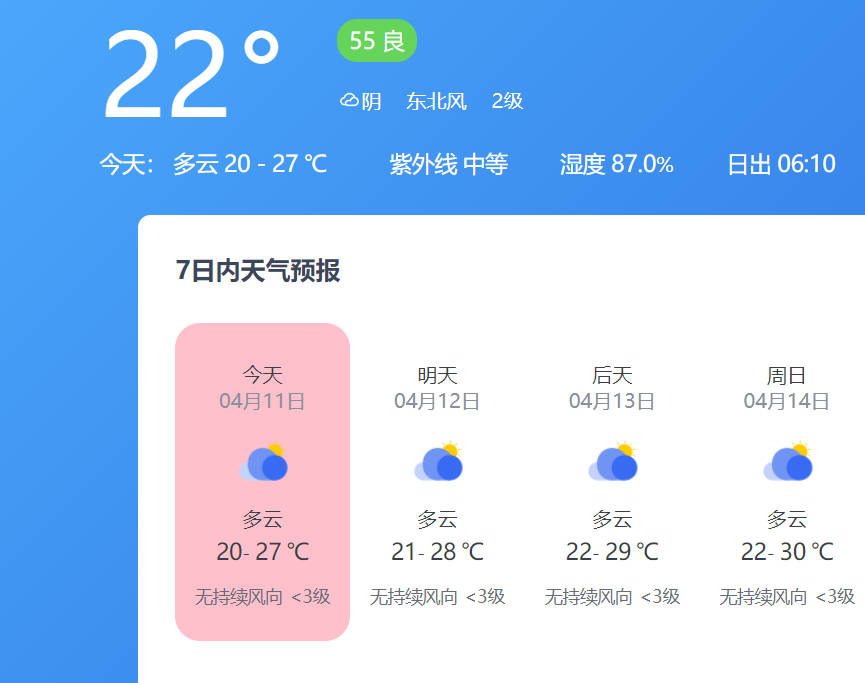 22°
55 良
阴 东北风 2级
今天： 多云 20 - 27 ℃ 紫外线 中等 湿度 87.0% 日出 06:10
7日内天气预报
今天 明天 后天 周日
04月11日 04月12日 04月13日 04月14日
多云 多云 多云 多云
20- 27 ℃ 21- 28 ℃ 22- 29 ℃ 22- 30 ℃
无持续风向 <3级 无持续风向 <3级 无持续风向 <3级 无持续风向 <3级